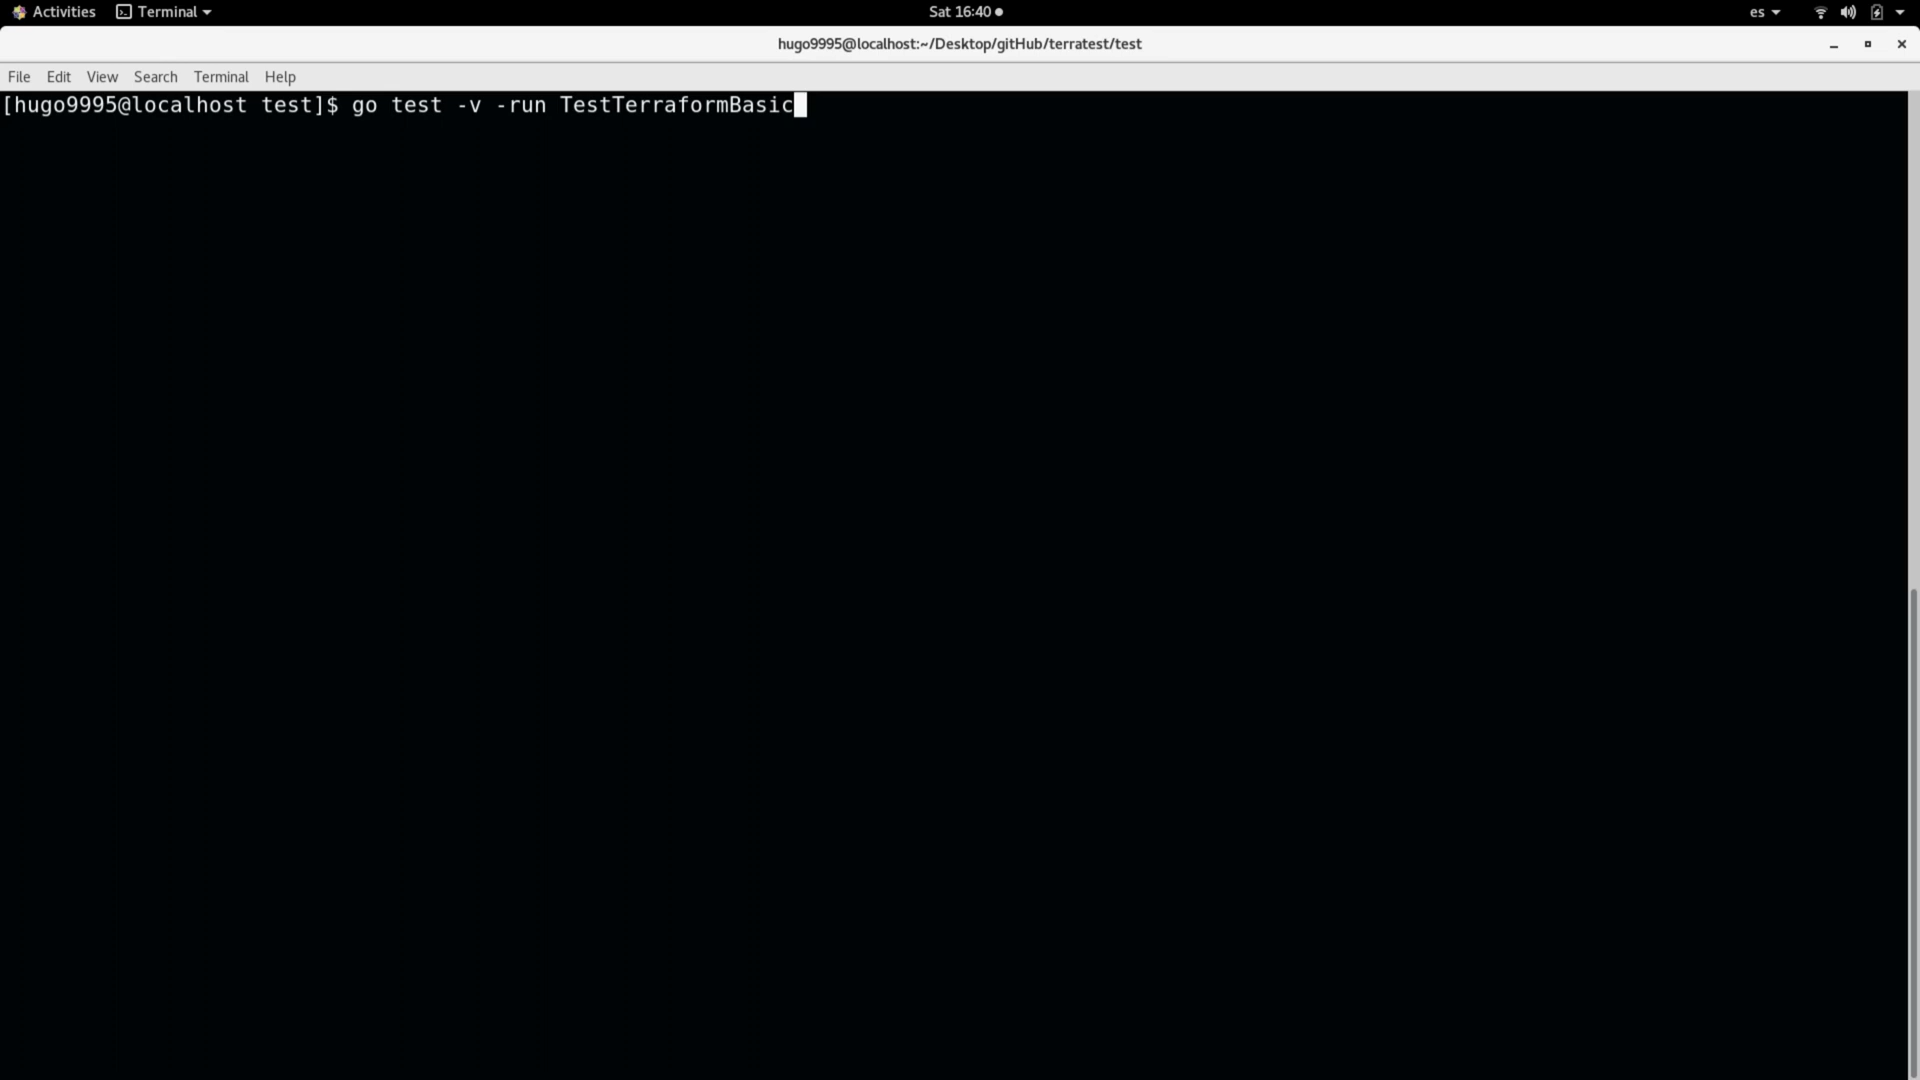 Activities Terminal Sat 16:40 es
hugo9995@localhost:~/Desktop/gitHub/terratest/test
File Edit View Search Terminal Help
[hugo9995@localhost test]$ go test -v -run TestTerraformBasic